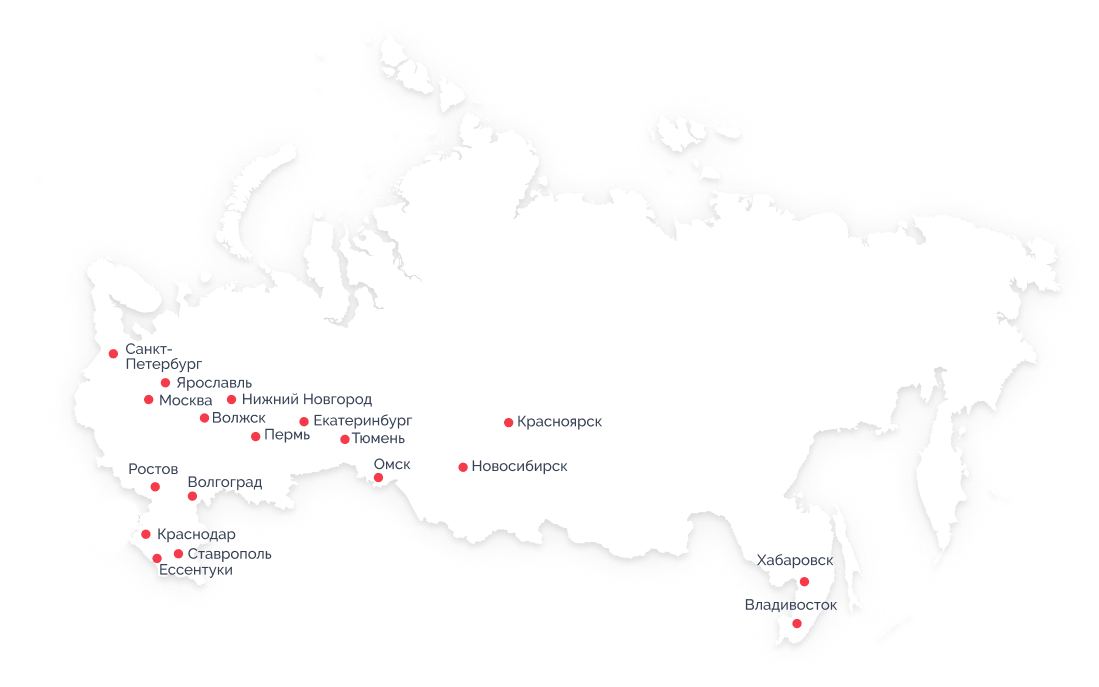 Санкт-
Петербург
Ярославль
Москва
Нижний Новгород
Волжск
Екатеринбург
Красноярск
Пермь
Тюмень
Омск
Новосибирск
Ростов
Волгоград
Краснодар
Ставрополь
Ессентуки
Хабаровск
Владивосток